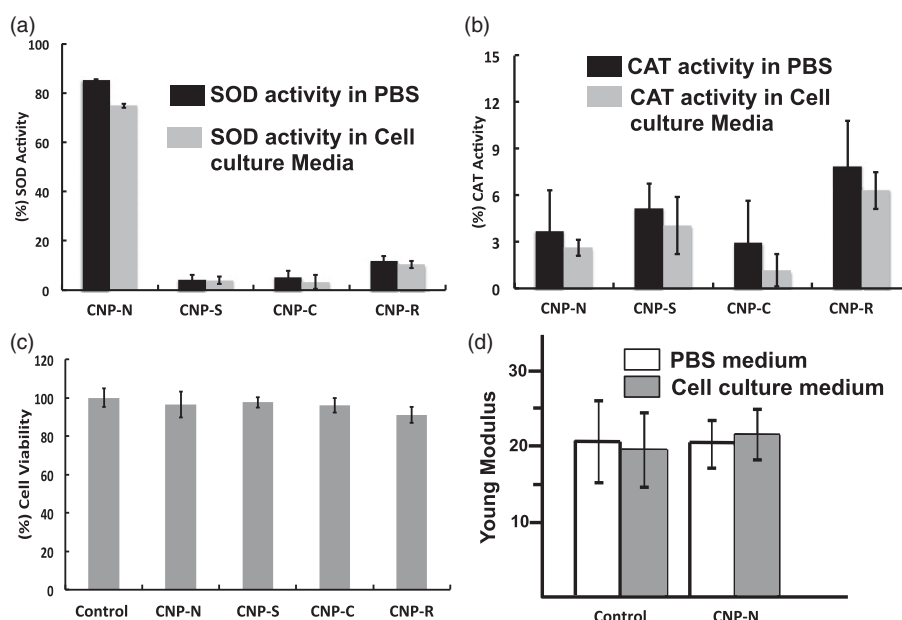 (a)
100
80
60
40
20
0
(%) SOD Activity
SOD activity in PBS
SOD activity in Cell
culture Media
CNP-N CNP-S CNP-C CNP-R
(b)
15
12
9
6
3
0
(%) CAT Activity
CAT activity in PBS
CAT activity in Cell
culture Media
CNP-N CNP-S CNP-C CNP-R
(c)
120
100
80
60
40
20
0
(%) Cell Viability
Control CNP-N CNP-S CNP-C CNP-R
(d)
30
20
10
Young Modulus
PBS medium
Cell culture medium
Control CNP-N